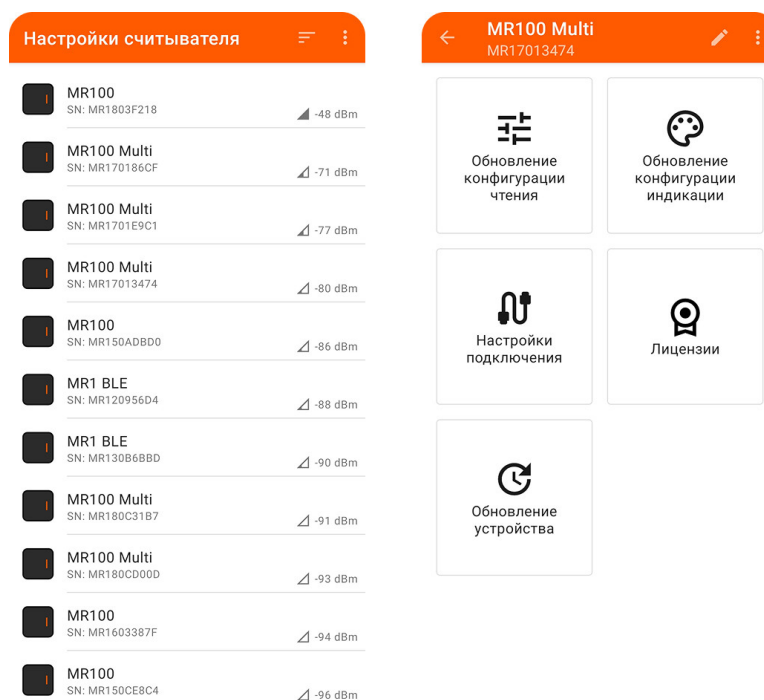 Настройки считывателя
MR100
SN: MR1803F218
-48 dBm
MR100 Multi
SN: MR170186CF
-71 dBm
MR100 Multi
SN: MR1701E9C1
-77 dBm
MR100 Multi
SN: MR17013474
-80 dBm
MR100
SN: MR150ADBD0
-86 dBm
MR1 BLE
SN: MR120956D4
-88 dBm
MR1 BLE
SN: MR130B6BBD
-90 dBm
MR100 Multi
SN: MR180C31B7
-91 dBm
MR100 Multi
SN: MR180CD00D
-93 dBm
MR100
SN: MR1603387F
-94 dBm
MR100
SN: MR150CE8C4
-96 dBm
MR100 Multi
MR17013474
Обновление
конфигурации
чтения
Обновление
конфигурации
индикации
Настройки
подключения
Лицензии
Обновление
устройства